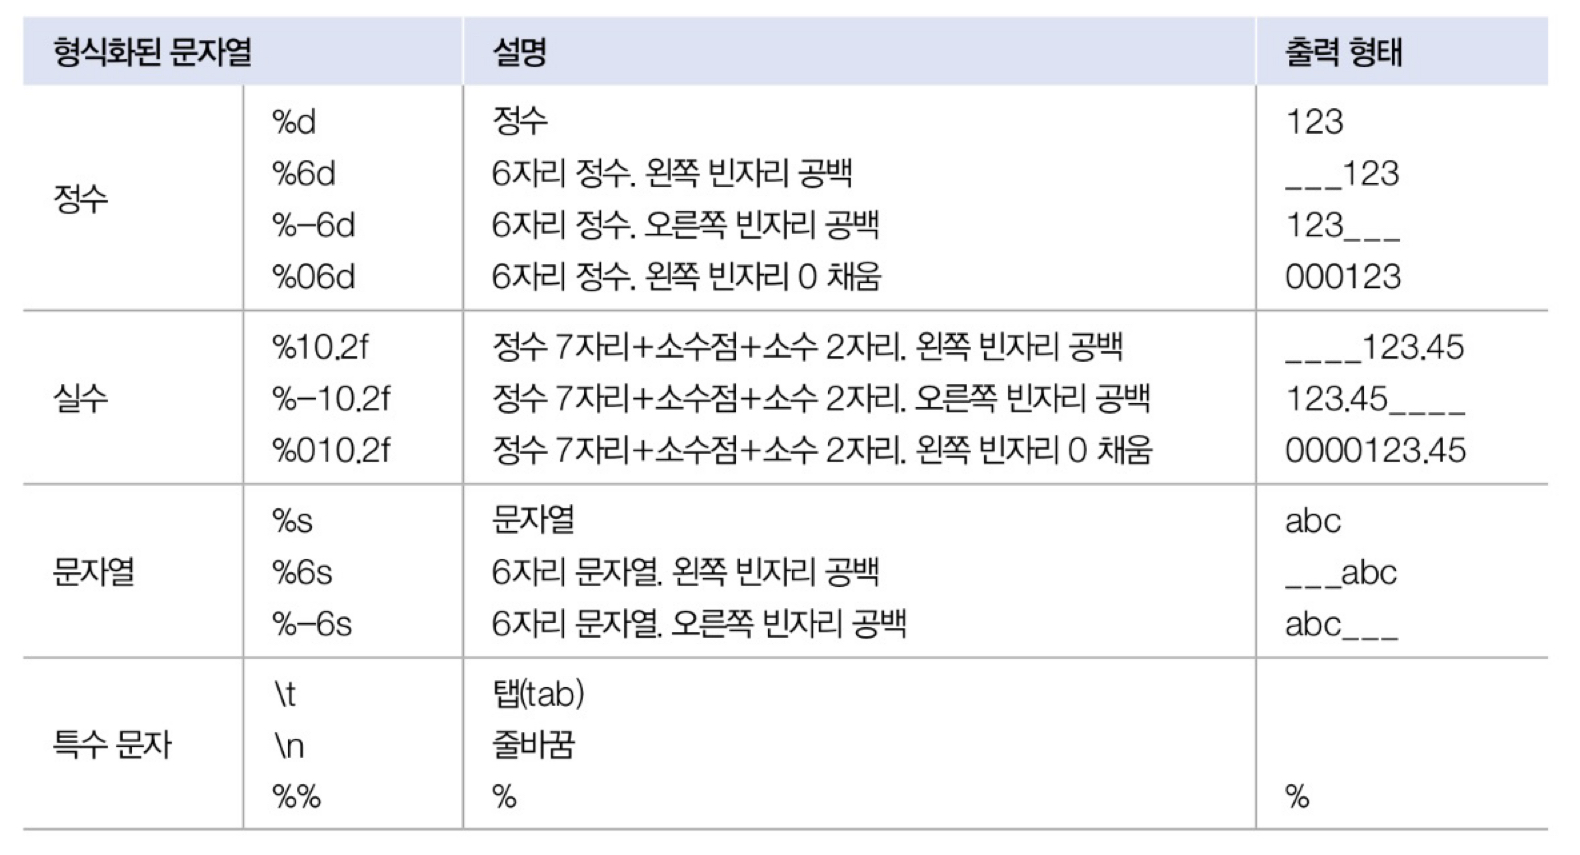 형식화된 문자열 설명 출력 형태
정수
%d 정수 123
%6d 6자리 정수. 왼쪽 빈자리 공백 ___123
%-6d 6자리 정수. 오른쪽 빈자리 공백 123___
%06d 6자리 정수. 왼쪽 빈자리 0 채움 000123
실수
%10.2f 정수 7자리+소수점+소수 2자리. 왼쪽 빈자리 공백 ____123.45
%-10.2f 정수 7자리+소수점+소수 2자리. 오른쪽 빈자리 공백 123.45____
%010.2f 정수 7자리+소수점+소수 2자리. 왼쪽 빈자리 0 채움 0000123.45
문자열
%s 문자열 abc
%6s 6자리 문자열. 왼쪽 빈자리 공백 ___abc
%-6s 6자리 문자열. 오른쪽 빈자리 공백 abc___
특수 문자
\t 탭(tab)
\n 줄바꿈
%% % %